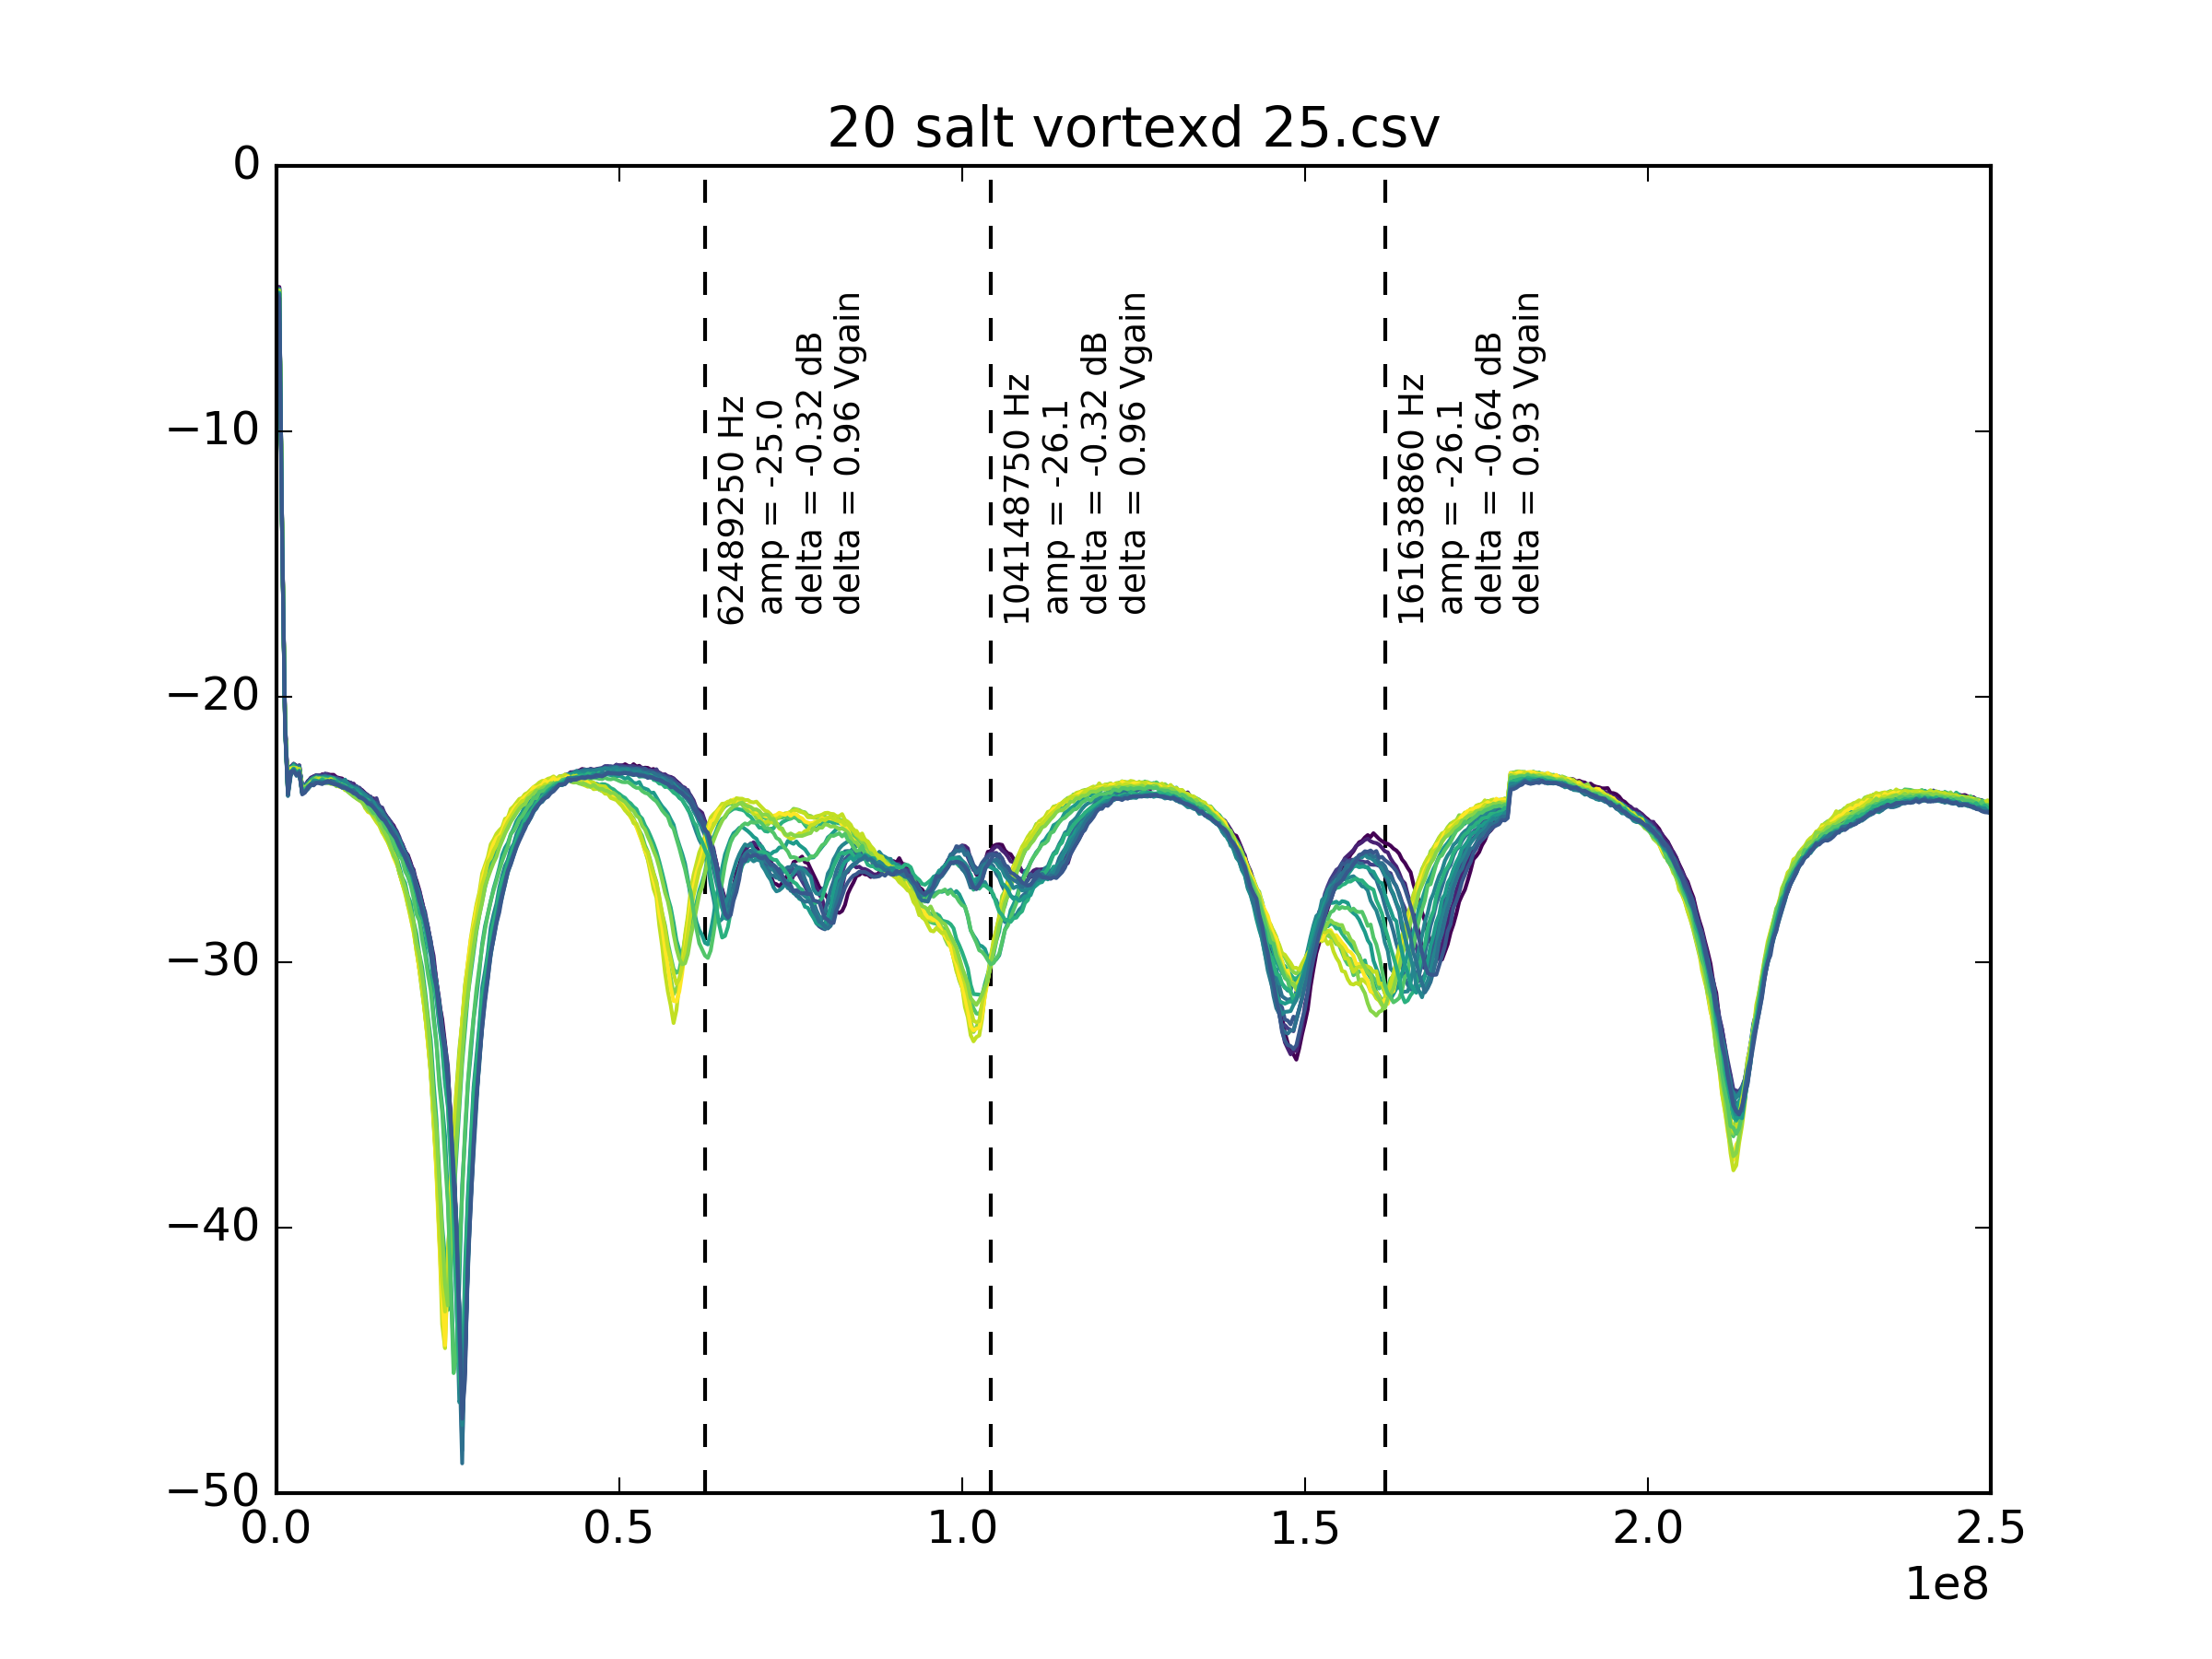 20 salt vortexd 25.csv
0
−10
−20
−30
−40
−50
62489250 Hz
amp = -25.0
delta = -0.32 dB
delta = 0.96 Vgain
104148750 Hz
amp = -26.1
delta = -0.32 dB
delta = 0.96 Vgain
161638860 Hz
amp = -26.1
delta = -0.64 dB
delta = 0.93 Vgain
0.0 0.5 1.0 1.5 2.0 2.5
1e8